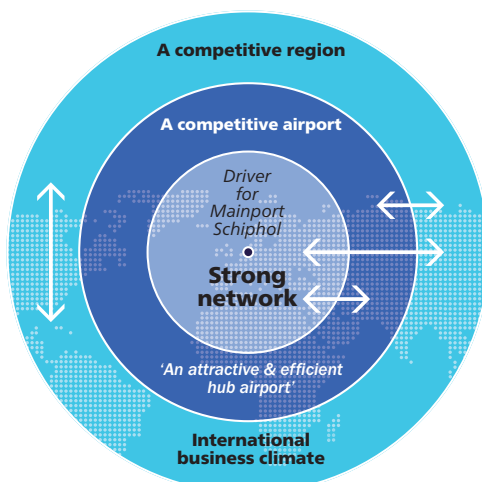 A competitive region
A competitive airport
Driver
for
Mainport
Schiphol
Strong
network
‘An attractive & efficient
hub airport’
International
business climate